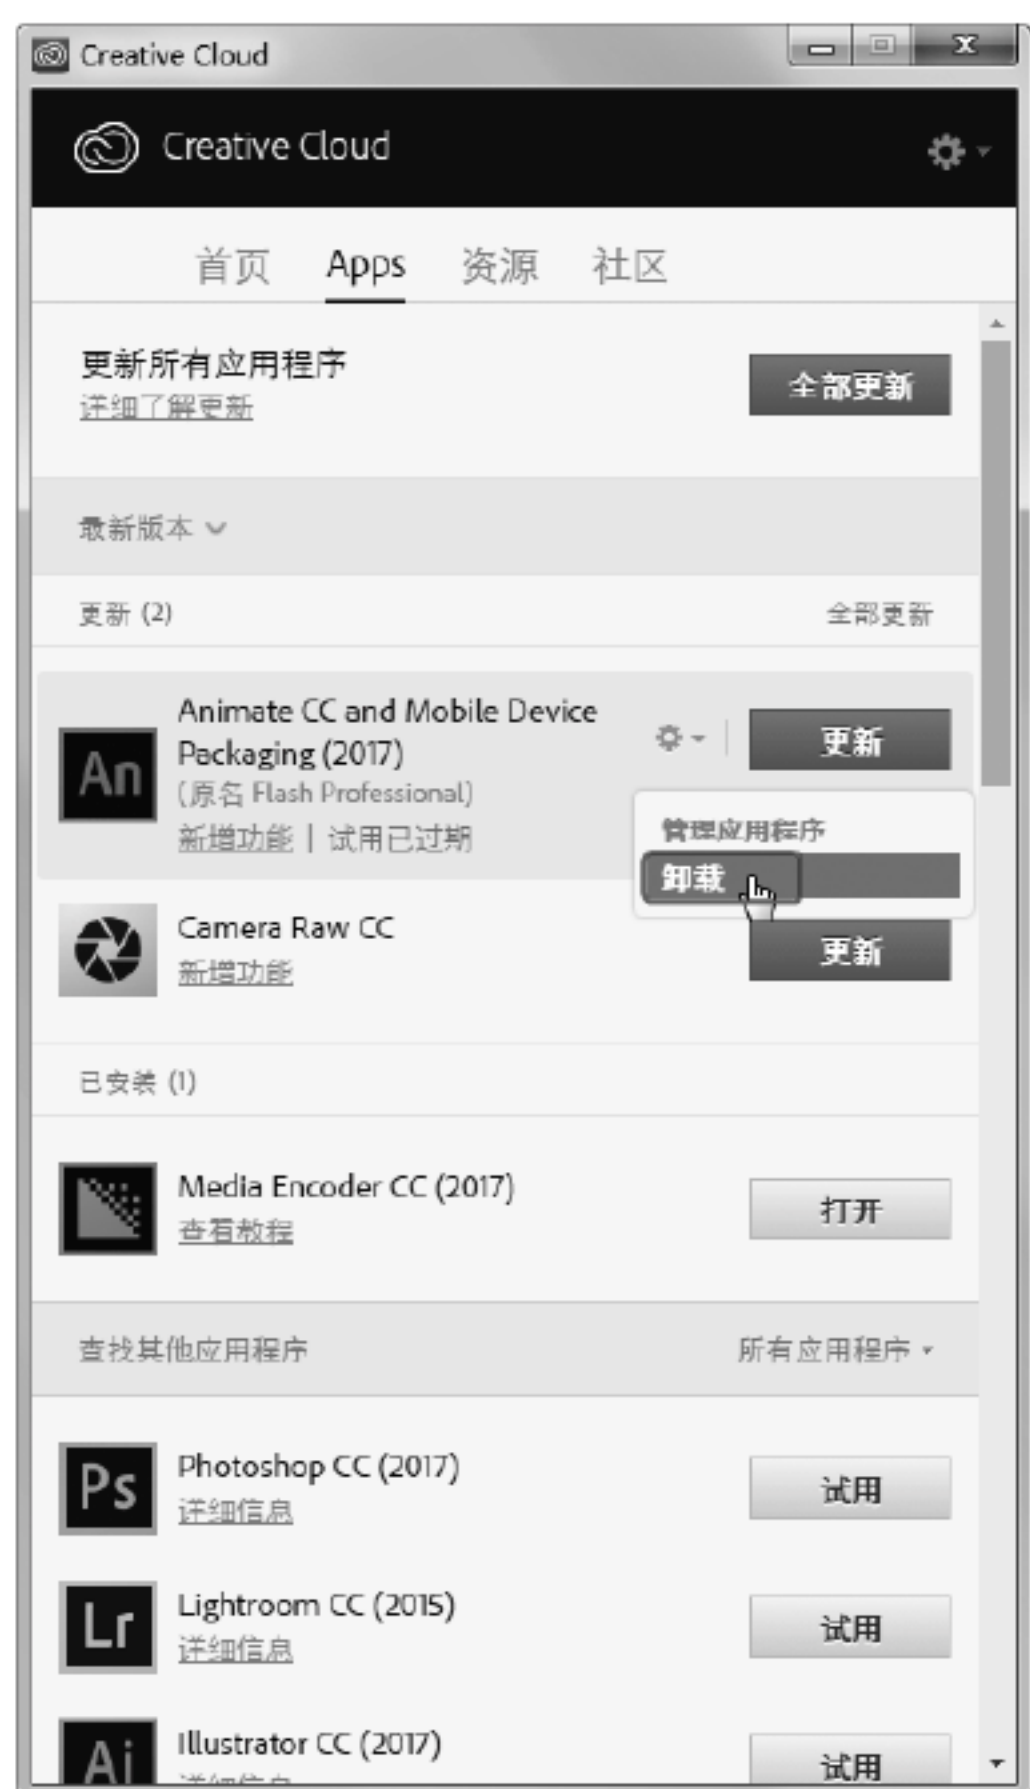 Creative Cloud
Creative Cloud
首页 Apps 资源 社区
更新所有应用程序
全部更新
详细了解更新
最新版本
更新 (2) 全部更新
Animate CC and Mobile Device
Packaging (2017)
更新
(原名 Flash Professional)
新增功能 | 试用已过期
管理应用程序
卸载
Camera Raw CC
更新
新增功能
已安装 (1)
Media Encoder CC (2017)
打开
查看教程
查找其他应用程序 所有应用程序
Ps
Photoshop CC (2017)
试用
详细信息
Lr
Lightroom CC (2015)
试用
详细信息
Ai
Illustrator CC (2017)
试用
详细信息
An